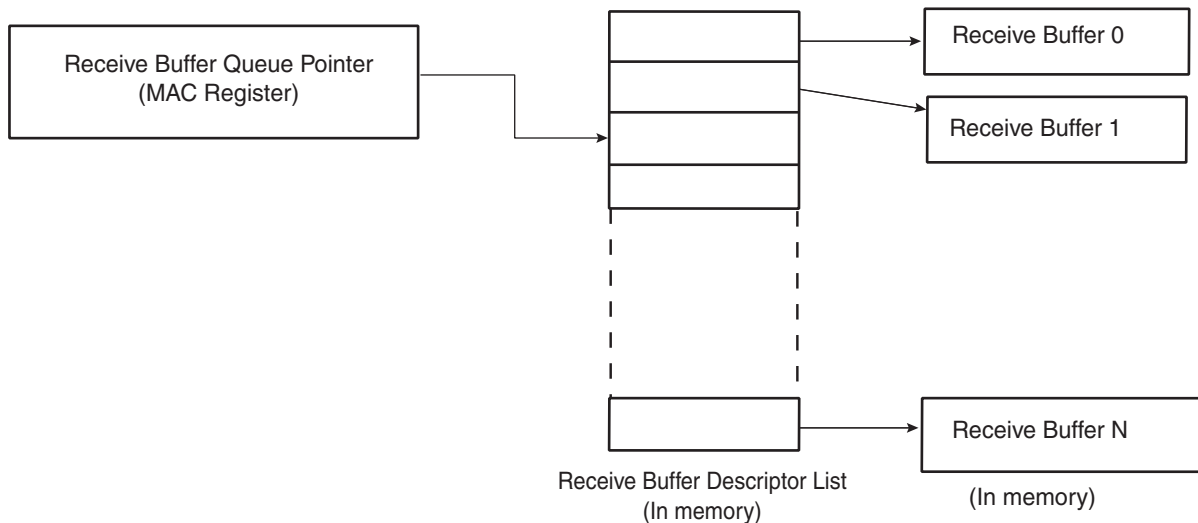 Receive Buffer Queue Pointer
(MAC Register)
Receive Buffer 0
Receive Buffer 1
Receive Buffer N
Receive Buffer Descriptor List
(In memory)
(In memory)